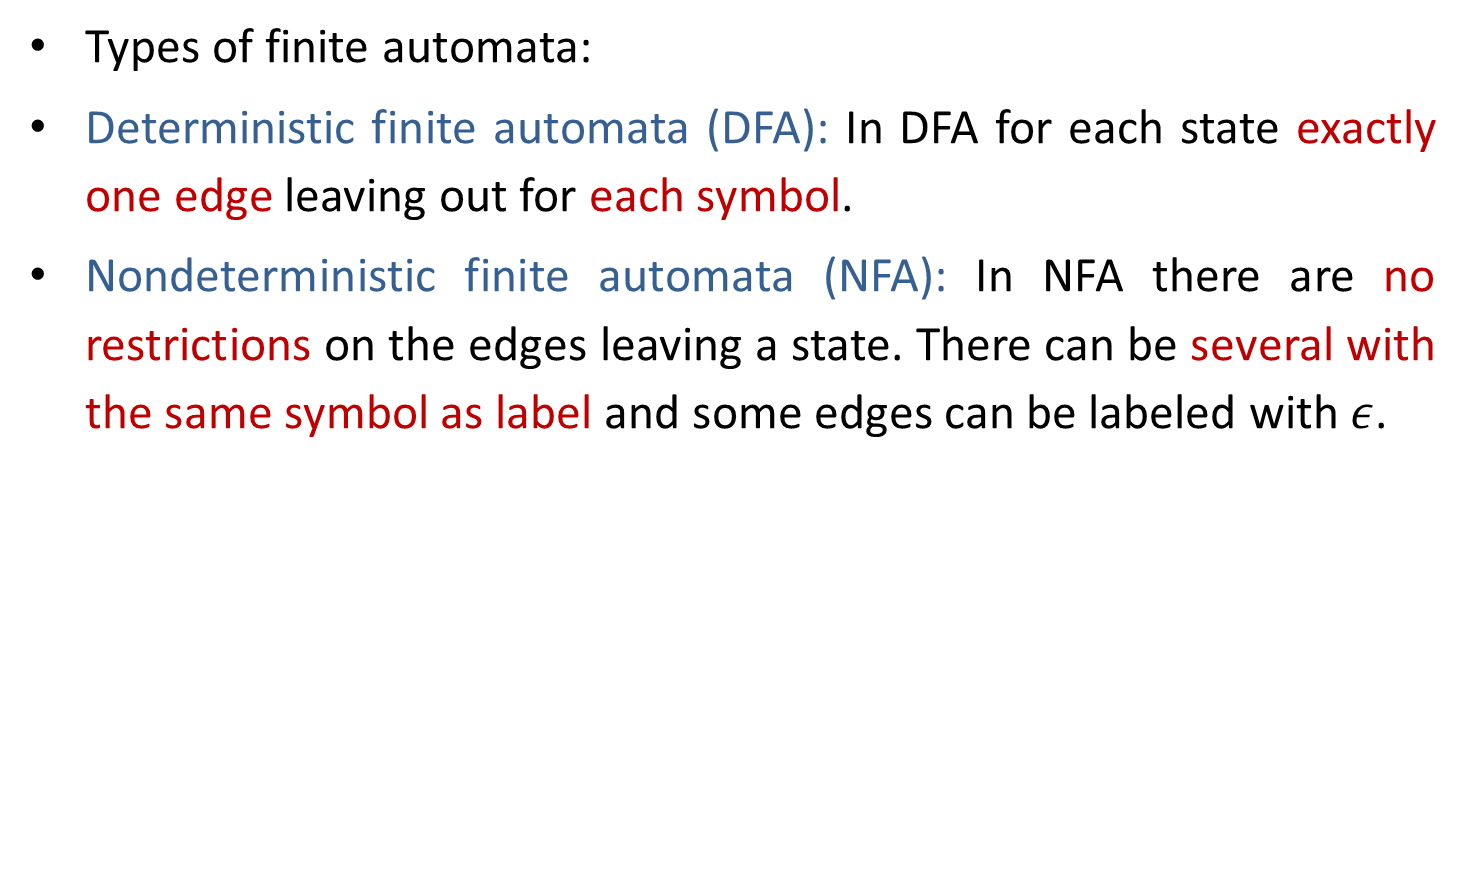 • Types of finite automata:
• Deterministic finite automata (DFA): In DFA for each state exactly
one edge leaving out for each symbol.
• Nondeterministic finite automata (NFA): In NFA there are no
restrictions on the edges leaving a state. There can be several with
the same symbol as label and some edges can be labeled with 𝜖.